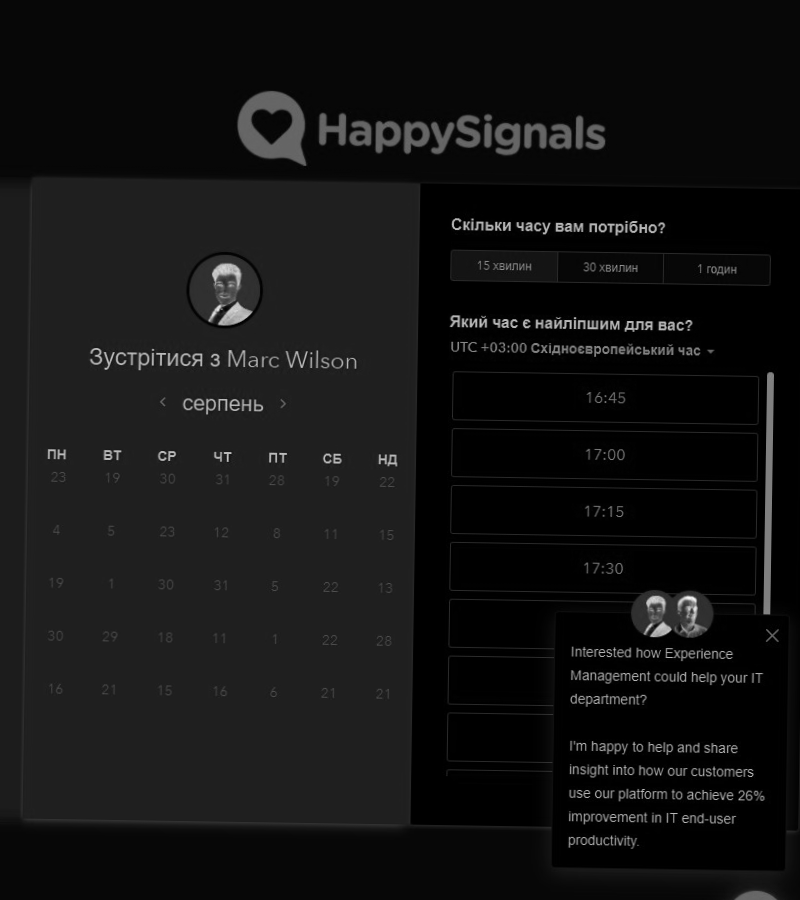 HappySignals
Зустрітися з Marc Wilson
серпень
ПН ВТ СР ЧТ ПТ СБ НД
23 19 30 31 28 19 22
4 5 23 12 8 11 15
19 1 30 31 5 22 13
30 29 18 11 1 22 28
16 21 15 16 6 21 21
Скільки часу вам потрібно?
15 хвилин 30 хвилин 1 годин
Який час є найліпшим для вас?
UTC +03:00 Східноєвропейський час
16:45
17:00
17:15
17:30
Interested how Experience
Management could help your IT
department?
I'm happy to help and share
insight into how our customers
use our platform to achieve 26%
improvement in IT end-user
productivity.